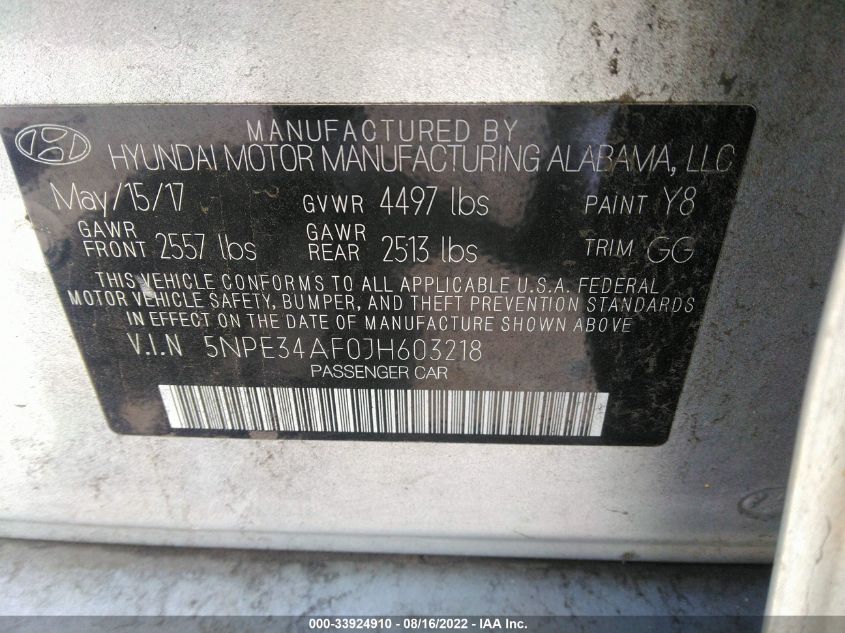 MANUFACTURED BY
HYUNDAI MOTOR MANUFACTURING ALABAMA, LLC
May/15/17 GVWR 4497 lbs PAINT Y8
GAWR FRONT 2557 lbs GAWR REAR 2513 lbs TRIM GG
THIS VEHICLE CONFORMS TO ALL APPLICABLE U.S.A. FEDERAL
MOTOR VEHICLE SAFETY, BUMPER, AND THEFT PREVENTION STANDARDS
IN EFFECT ON THE DATE OF MANUFACTURE SHOWN ABOVE
V.I.N 5NPE34AF0JH603218
PASSENGER CAR
000-33924910 - 08/16/2022 - IAA Inc.